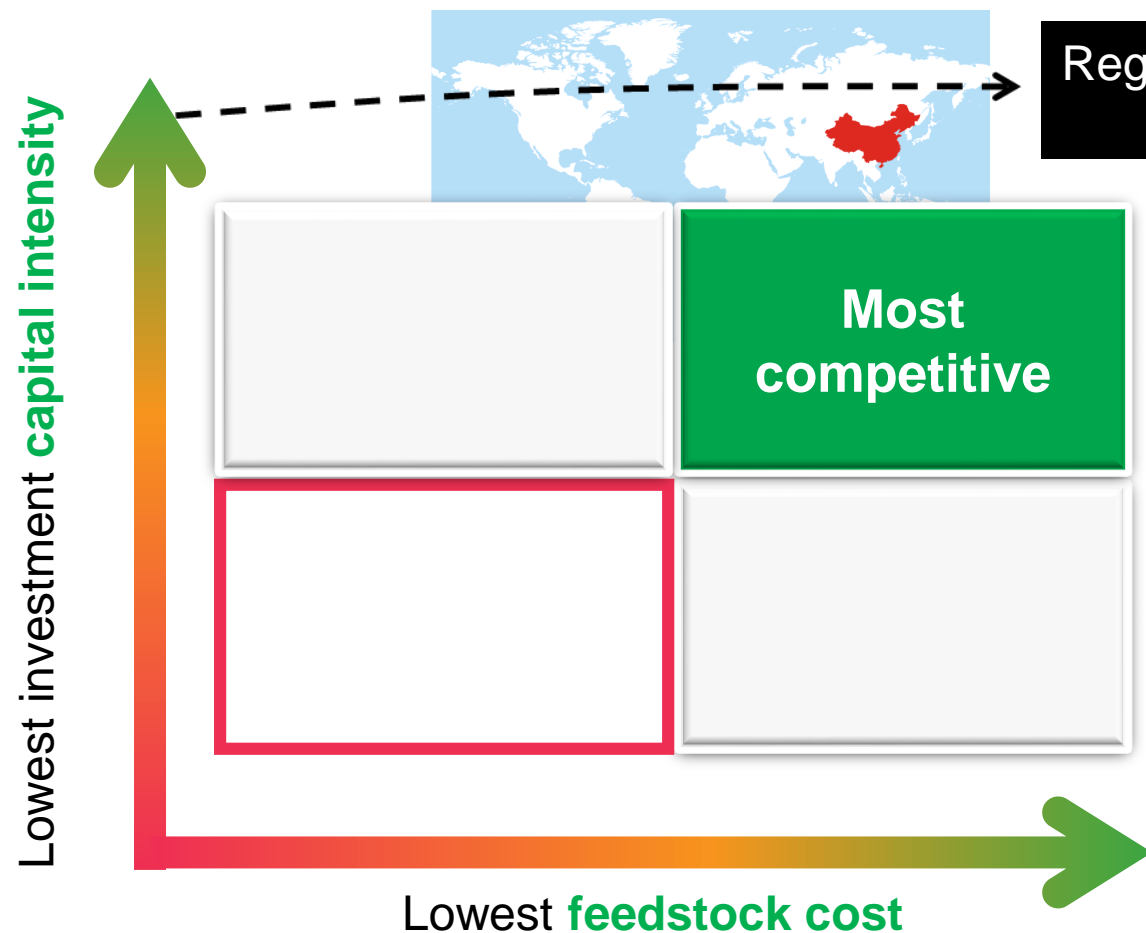 Reg
Lowest investment capital intensity
Most
competitive
Lowest feedstock cost